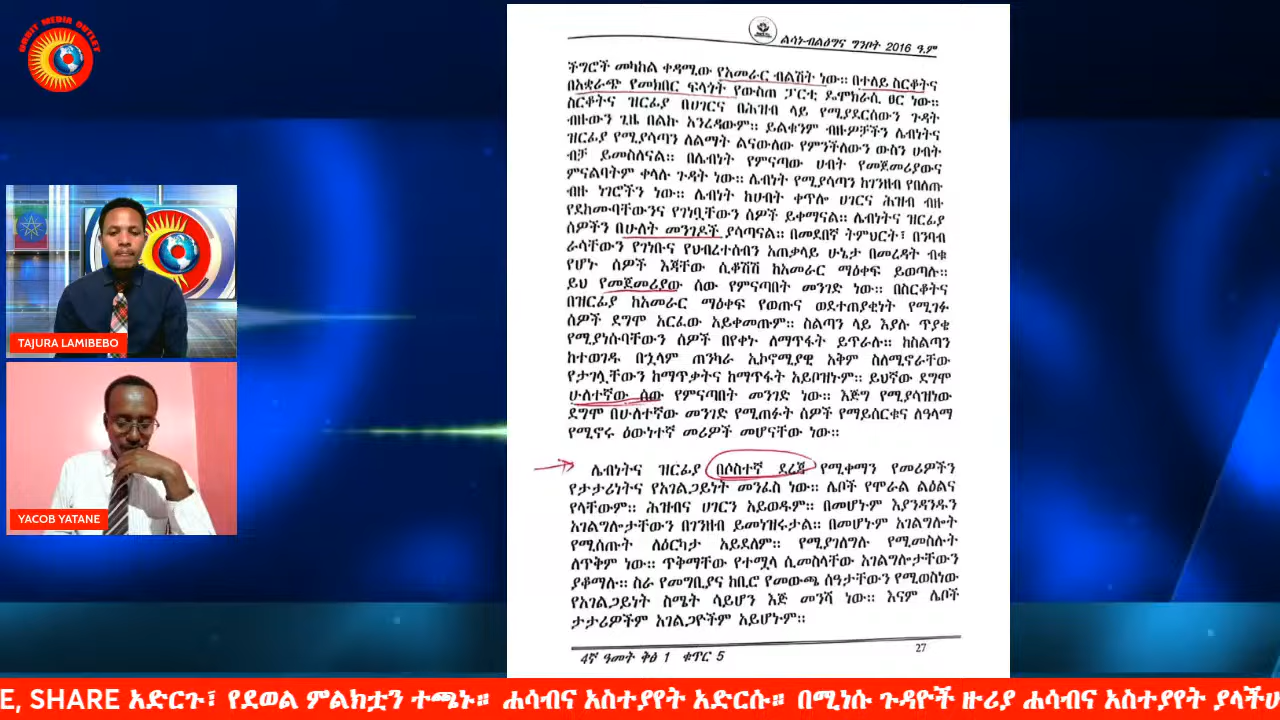 ORBIT MEDIA OUTLET
TAJURA LAMIBEBO
YACOB YATANE
ልሳነ-ብልፅግና ግንቦት 2016 ዓ.ም
ችግሮች መካከል ቀዳሚው የአመራር ብልሽት ነው። በተለይ ስርቆትና
በአቋራጭ የመክበር ፍላጎት የውስጠ ፓርቲ ዴሞክራሲ ፀር ነው።
ስርቆትና ዝርፊያ በሀገርና በሕዝብ ላይ የሚያደርሰውን ጉዳት
ብዙውን ጊዜ በልኩ አንረዳውም። ይልቁንም ብዙዎቻችን ሌብነትና
ዝርፊያ የሚያሳጣን ለልማት ልናውለው የምንችለውን ውስን ሀብት
ብቻ ይመስለናል። በሌብነት የምናጣው ሀብት የመጀመሪያውና
ምናልባትም ቀላሉ ጉዳት ነው። ሌብነት የሚያሳጣን ከገንዘብ የበለጡ
ብዙ ነገሮችን ነው። ሌብነት ከሀብት ቀጥሎ ሀገርና ሕዝብ ብዙ
የደከሙባቸውንና የገነቧቸውን ሰዎች ይቀማናል። ሌብነትና ዝርፊያ
ሰዎችን በሁለት መንገዶች ያሳጣናል። በመደበኛ ትምህርት፣ በንባብ
ራሳቸውን የገነቡና የህብረተሰብን አጠቃላይ ሁኔታ በመረዳት ብቁ
የሆኑ ሰዎች እጃቸው ሲቆሽሽ ከአመራር ማዕቀፍ ይወጣሉ።
ይህ የመጀመሪያው ሰው የምናጣበት መንገድ ነው። በስርቆትና
በዝርፊያ ከአመራር ማዕቀፍ የወጡና ወደተጠያቂነት የሚገፉ
ሰዎች ደግሞ አርፈው አይቀመጡም። ስልጣን ላይ እያሉ ጥያቄ
የሚያነሱባቸውን ሰዎች በየቀኑ ለማጥፋት ይጥራሉ። ከስልጣን
ከተወገዱ በኋላም ጠንካራ ኢኮኖሚያዊ አቅም ስለሚኖራቸው
የታገሏቸውን ከማጥቃትና ከማጥፋት አይቦዝኑም። ይህኛው ደግሞ
ሁለተኛው ሰው የምናጣበት መንገድ ነው። እጅግ የሚያሳዝነው
ደግሞ በሁለተኛው መንገድ የሚጠፉት ሰዎች የማይሰርቁና ለዓላማ
የሚኖሩ ዕውነተኛ መሪዎች መሆናቸው ነው።
ሌብነትና ዝርፊያ በሶስተኛ ደረጃ የሚቀማን የመሪዎችን
የታታሪነትና የአገልጋይነት መንፈስ ነው። ሌቦች የሞራል ልዕልና
የላቸውም። ሕዝብና ሀገርን አይወዱም። በመሆኑም እያንዳንዱን
አገልግሎታቸውን በገንዘብ ይመነዝሩታል። በመሆኑም አገልግሎት
የሚሰጡት ለዕርካታ አይደለም። የሚያገለግሉ የሚመስሉት
ለጥቅም ነው። ጥቅማቸው የተሟላ ሲመስላቸው አገልግሎታቸውን
ያቆማሉ። ስራ የመግቢያና ከቢሮ የመውጫ ሰዓታቸውን የሚወስነው
የአገልጋይነት ስሜት ሳይሆን እጅ መንሻ ነው። እናም ሌቦች
ታታሪዎችም አገልጋዮችም አይሆኑም።
4ኛ ዓመት ቅፅ 1 ቁጥር 5
27
E, SHARE አድርጉ፣ የደወል ምልክቷን ተጫኑ። ሐሳብና አስተያየት አድርሱ። በሚነሱ ጉዳዮች ዙሪያ ሐሳብና አስተያየት ያላችሁ